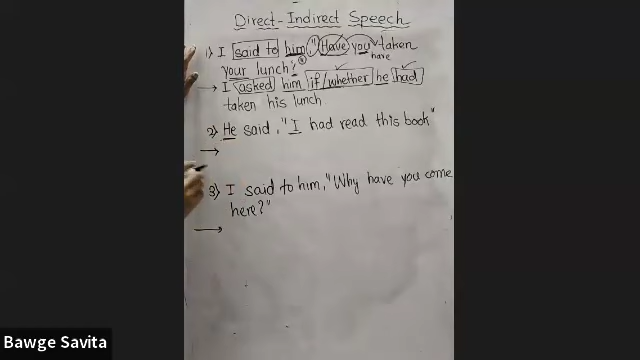 Direct-Indirect Speech
1) I said to him, "Have you taken
have
your lunch?"
→ I asked him if/whether he had
taken his lunch
2) He said, "I had read this book"
→
3) I said to him, "Why have you come
here?"
→
Bawge Savita